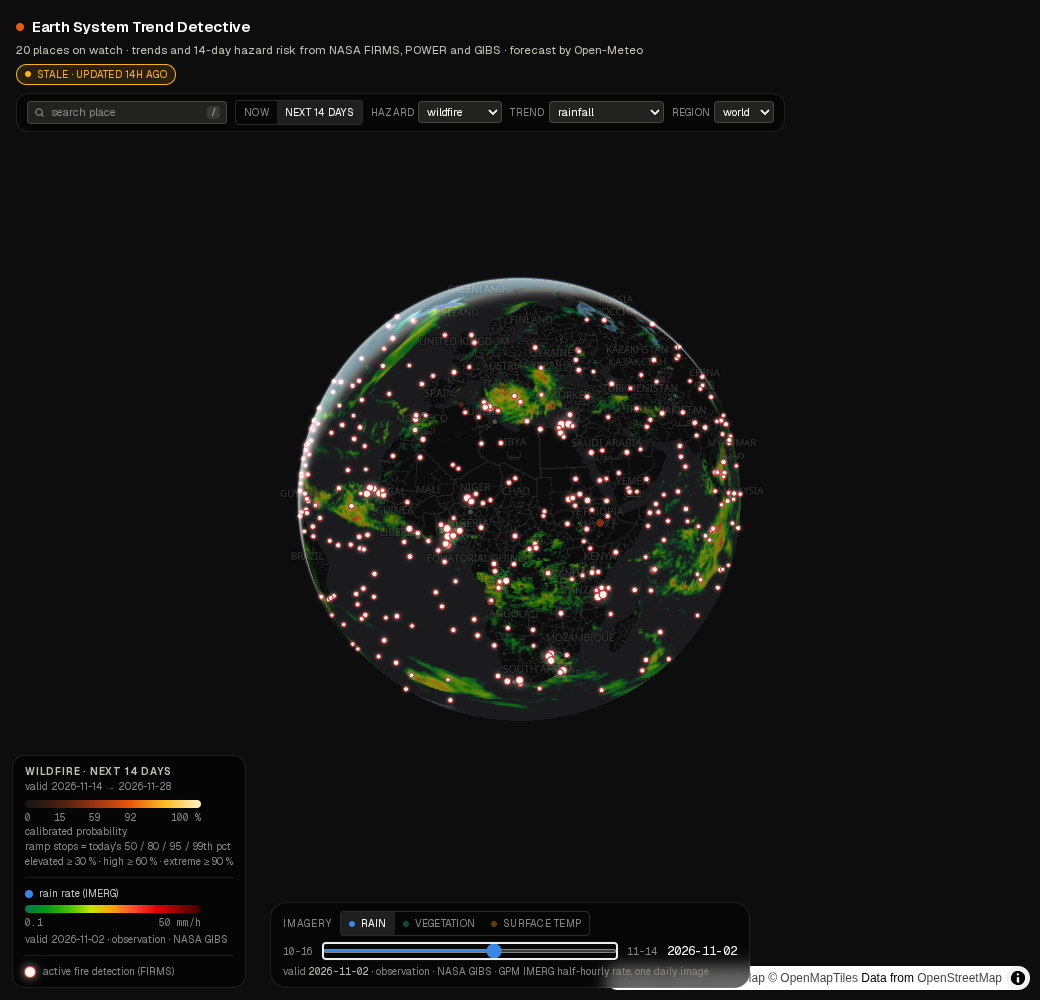 Earth System Trend Detective
20 places on watch · trends and 14-day hazard risk from NASA FIRMS, POWER and GIBS · forecast by Open-Meteo
STALE · UPDATED 14H AGO
search place /
NOW NEXT 14 DAYS HAZARD wildfire TREND rainfall REGION world
GREENLAND
RUSSIA
ICELAND
FINLAND
UNITED KINGDOM
UKRAINE
KAZAKHSTAN
ҚАЗАҚСТАН
CHINA
SPAIN
MOROCCO
SAUDI ARABIA
MYANMAR
YEMEN
MALI
NIGER
CHAD
GUINEA
NIGERIA
EQUATORIAL GUINEA
KENYA
BRAZIL
ANGOLA
MOZAMBIQUE
SOUTH AFRICA
WILDFIRE · NEXT 14 DAYS
valid 2026-11-14 → 2026-11-28
0 15 59 92 100 %
calibrated probability
ramp stops = today's 50 / 80 / 95 / 99th pct
elevated ≥ 30 % · high ≥ 60 % · extreme ≥ 90 %
rain rate (IMERG)
0.1 50 mm/h
valid 2026-11-02 · observation · NASA GIBS
active fire detection (FIRMS)
IMAGERY RAIN VEGETATION SURFACE TEMP
10-16 11-14 2026-11-02
valid 2026-11-02 · observation · NASA GIBS · GPM IMERG half-hourly rate, one daily image
© OpenMapTiles Data from OpenStreetMap